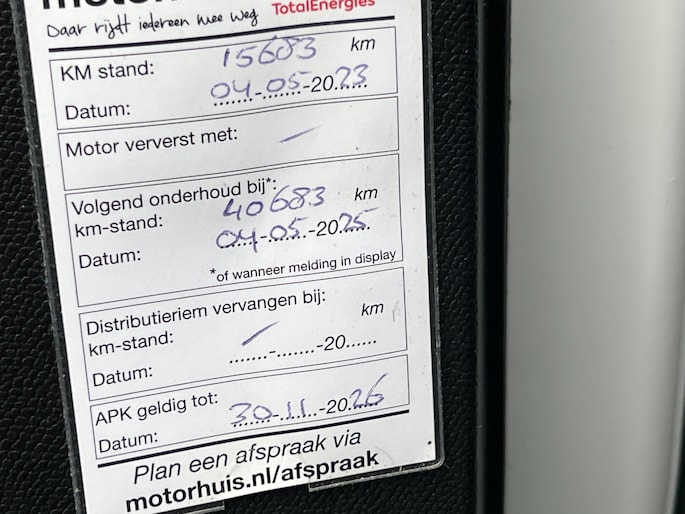 Daar rijdt iedereen mee weg TotalEnergies
KM stand: 15683 km
Datum: 04-05-2023
Motor ververst met: –
Volgend onderhoud bij*:
km-stand: 40683 km
Datum: 04-05-2025
*of wanneer melding in display
Distributieriem vervangen bij:
km-stand: – km
Datum: .......-.......-20......
APK geldig tot:
Datum: 30-11-2026
Plan een afspraak via
motorhuis.nl/afspraak